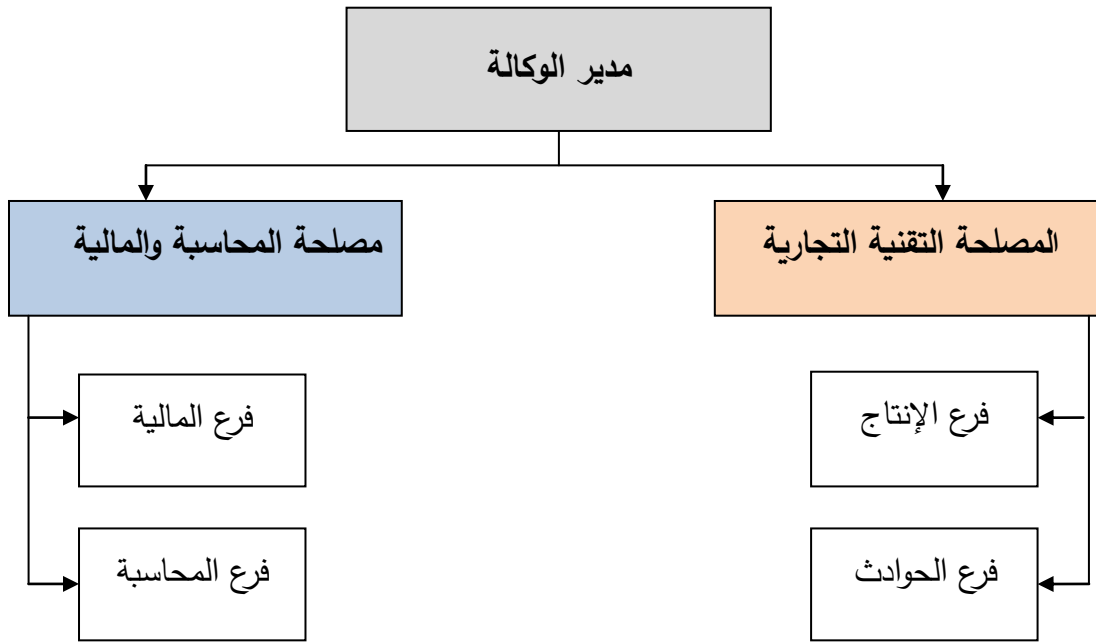 مدير الوكالة
المصلحة التقنية التجارية
مصلحة المحاسبة والمالية
فرع الإنتاج
فرع المالية
فرع الحوادث
فرع المحاسبة